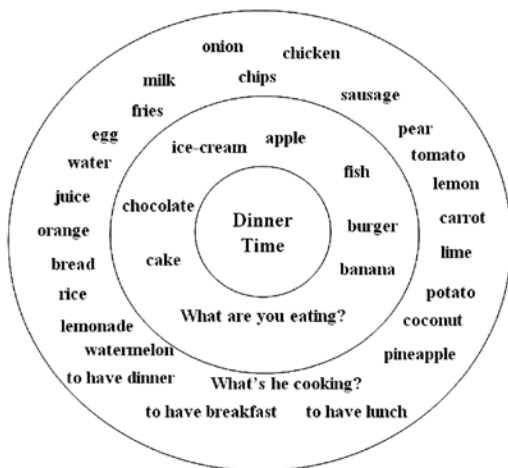 onion
chicken
milk
chips
fries
sausage
egg
ice-cream
apple
pear
water
tomato
fish
lemon
juice
chocolate
Dinner
Time
burger
carrot
orange
lime
bread
cake
banana
rice
potato
What are you eating?
lemonade
coconut
watermelon
pineapple
to have dinner
What's he cooking?
to have breakfast
to have lunch